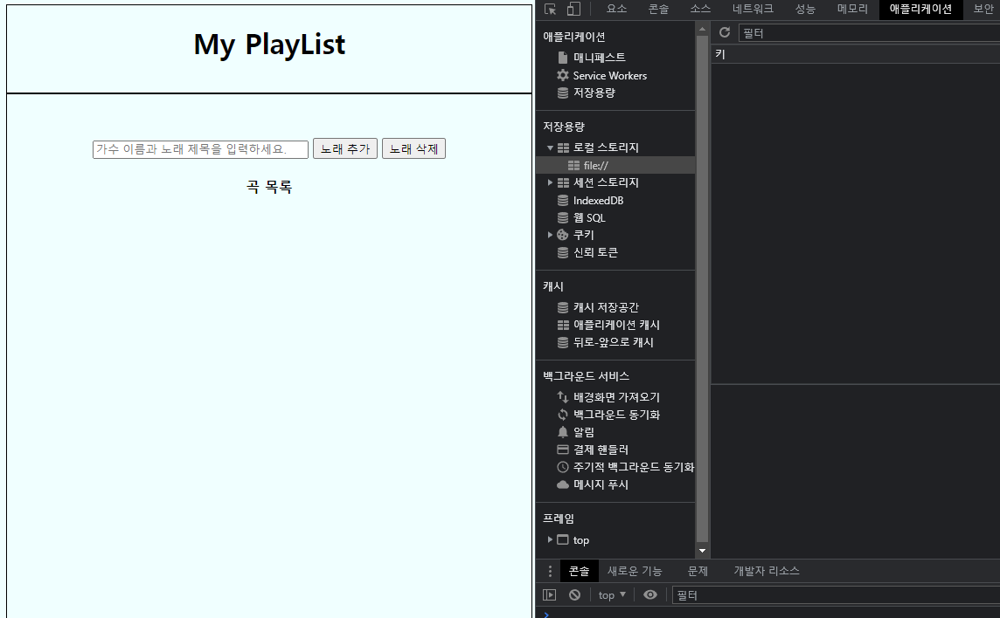 My PlayList
가수 이름과 노래 제목을 입력하세요.
노래 추가
노래 삭제
곡 목록
요소
콘솔
소스
네트워크
성능
메모리
애플리케이션
보안
애플리케이션
매니페스트
Service Workers
저장용량
저장용량
로컬 스토리지
file://
세션 스토리지
IndexedDB
웹 SQL
쿠키
신뢰 토큰
캐시
캐시 저장공간
애플리케이션 캐시
뒤로-앞으로 캐시
백그라운드 서비스
배경화면 가져오기
백그라운드 동기화
알림
결제 핸들러
주기적 백그라운드 동기화
메시지 푸시
프레임
top
필터
키
콘솔
새로운 기능
문제
개발자 리소스
top
필터